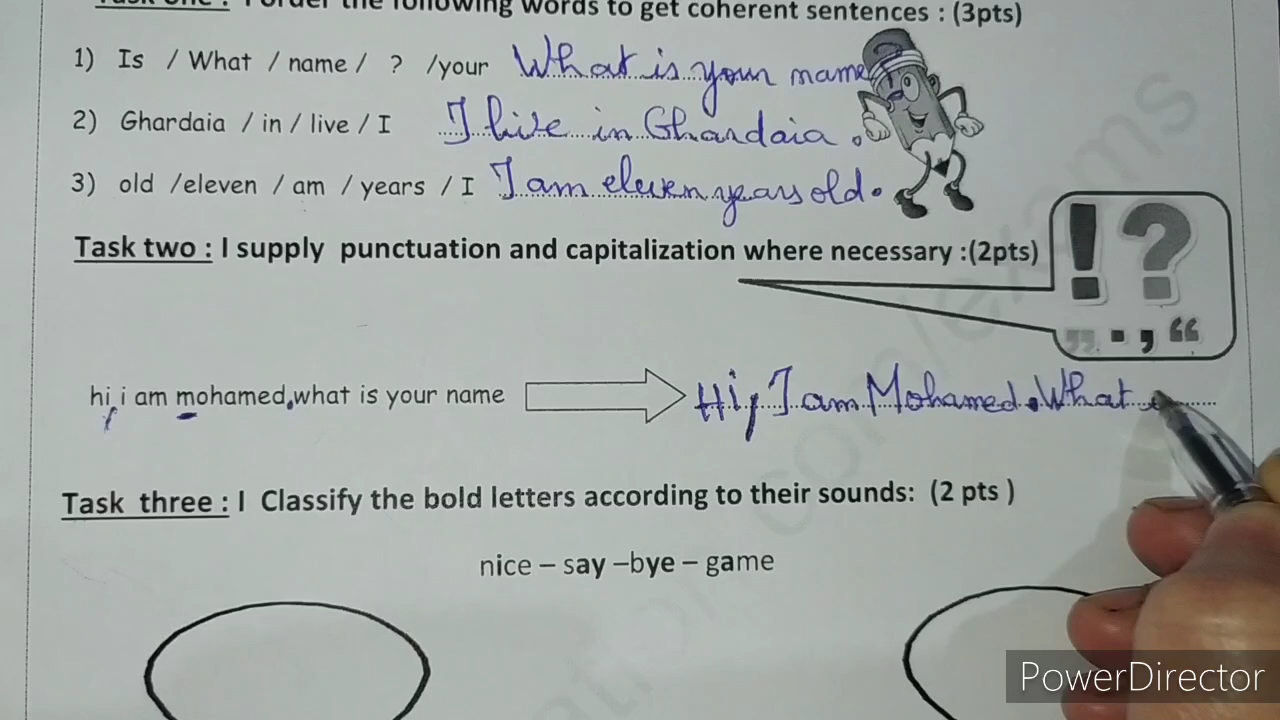 Task one : I order the following words to get coherent sentences : (3pts)
1) Is / What / name / ? /your What is your name
2) Ghardaia / in / live / I I live in Ghardaia .
3) old /eleven / am / years / I I am eleven years old.
Task two : I supply punctuation and capitalization where necessary :(2pts)
! ?
" . , "
hi, i am mohamed,what is your name Hi, I am Mohamed. What
Task three : I Classify the bold letters according to their sounds: (2 pts )
nice – say –bye – game
PowerDirector